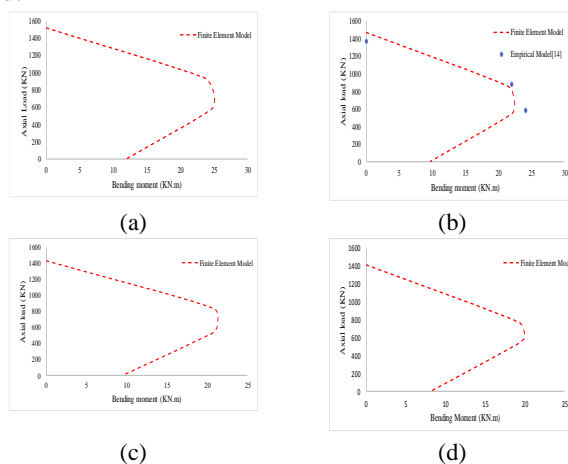 (a)
Axial Load (KN)
1600
1400
1200
1000
800
600
400
200
0
0 5 10 15 20 25 30
Bending moment (KN.m)
Finite Element Model
(b)
Axial load (KN)
1600
1400
1200
1000
800
600
400
200
0
0 5 10 15 20 25 30
Bending moment (KN.m)
Finite Element Model
Empirical Model[14]
(c)
Axial load (KN)
1600
1400
1200
1000
800
600
400
200
0
0 5 10 15 20 25
Bending moment (KN.m)
Finite Element Model
(d)
Axial load (KN)
1600
1400
1200
1000
800
600
400
200
0
0 5 10 15 20 25
Bending Moment (KN.m)
Finite Element Mod